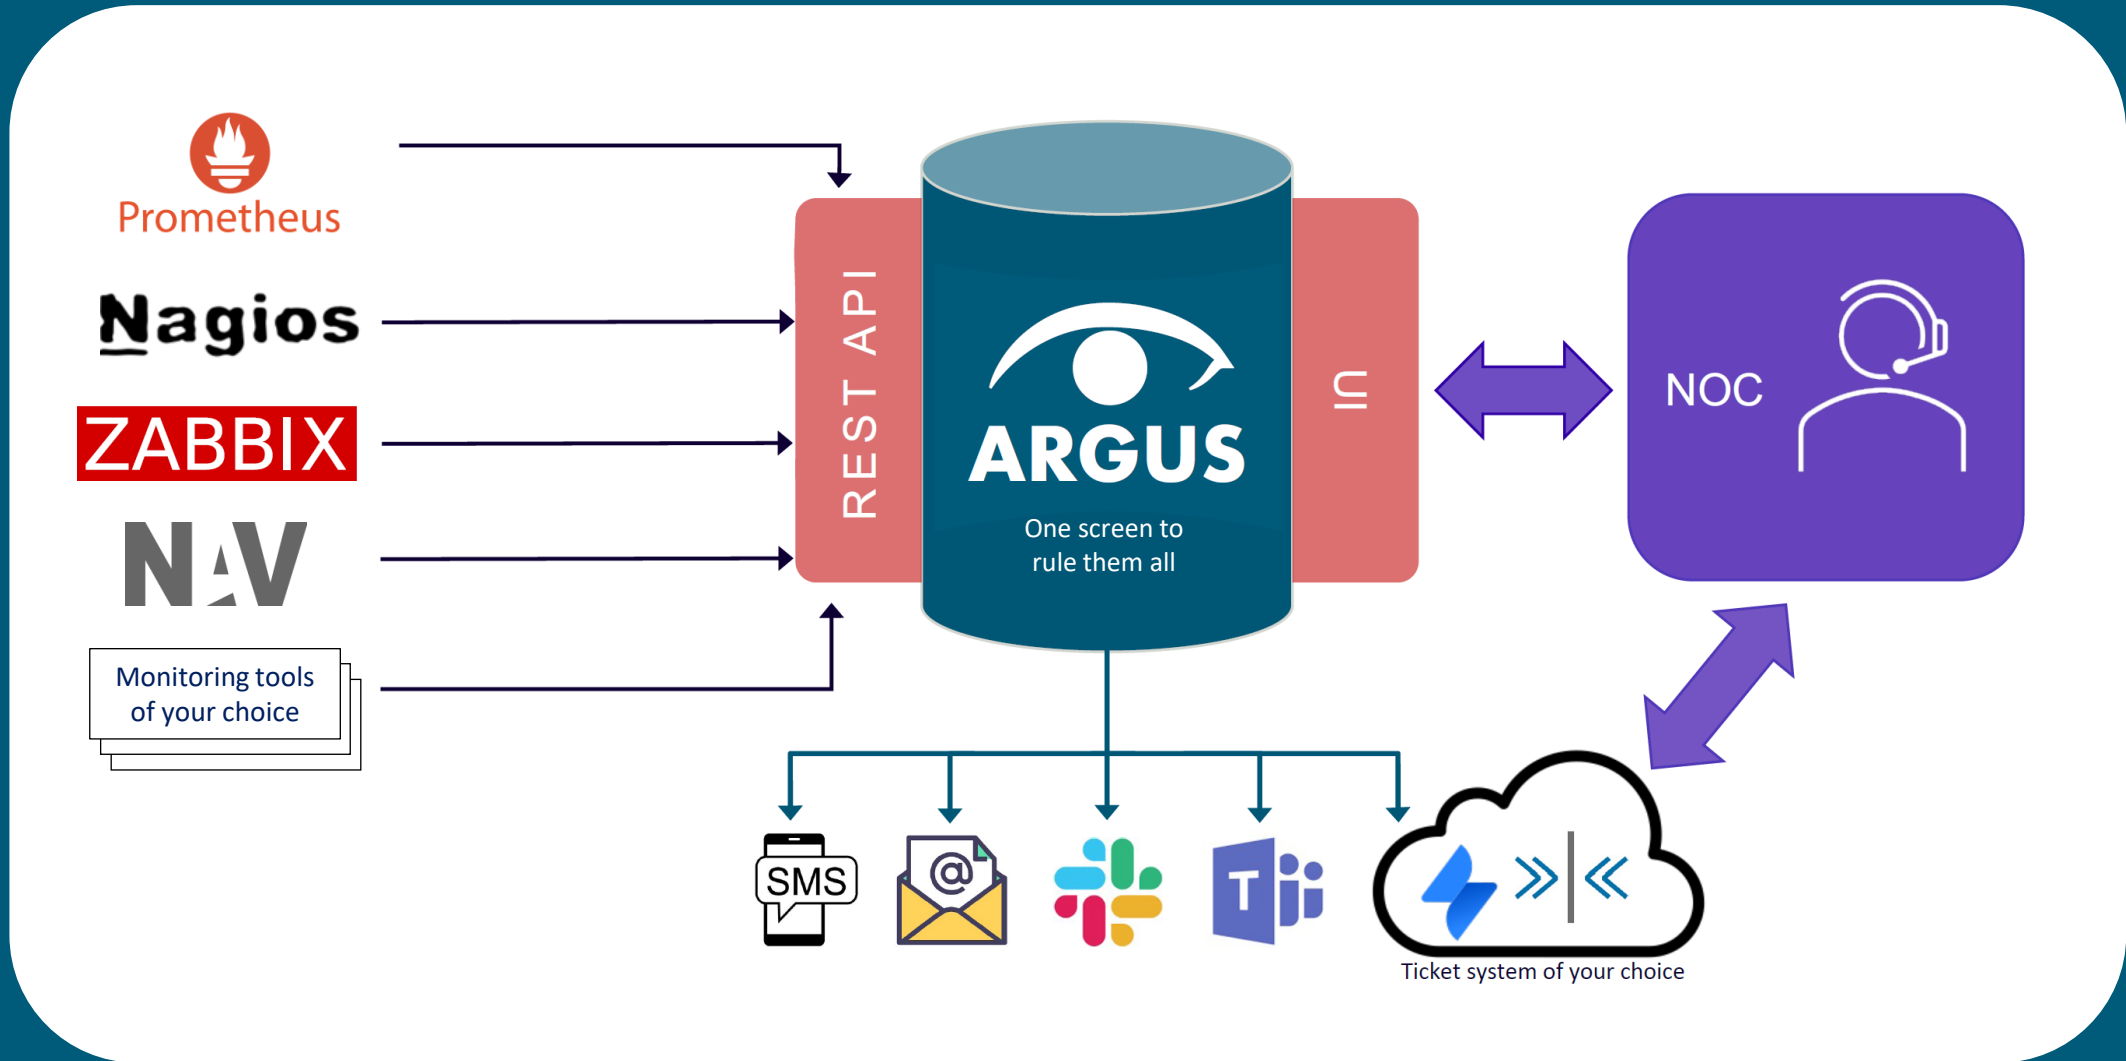 Prometheus
Nagios
ZABBIX
NAV
Monitoring tools
of your choice
REST API
ARGUS
One screen to
rule them all
UI
NOC
SMS
@
T
Ticket system of your choice